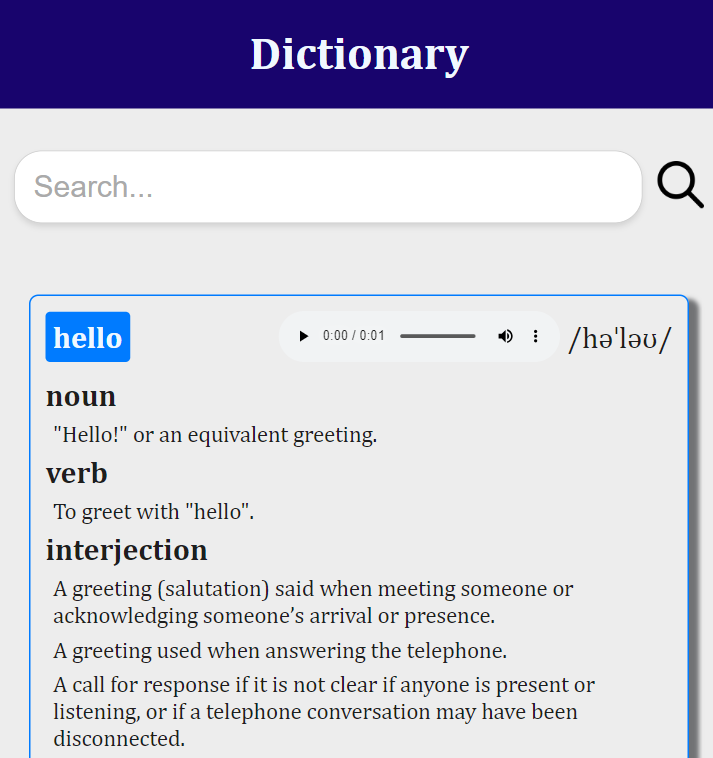 Dictionary
Search...
hello
0:00 / 0:01
/həˈləʊ/
noun
"Hello!" or an equivalent greeting.
verb
To greet with "hello".
interjection
A greeting (salutation) said when meeting someone or
acknowledging someone’s arrival or presence.
A greeting used when answering the telephone.
A call for response if it is not clear if anyone is present or
listening, or if a telephone conversation may have been
disconnected.